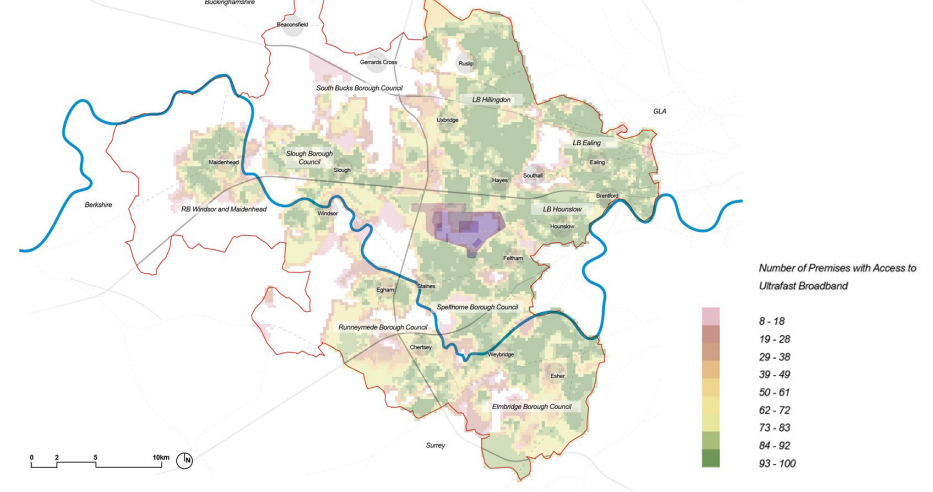 Buckinghamshire
Beaconsfield
Gerrards Cross
Ruslip
South Bucks Borough Council
LB Hillingdon
GLA
Uxbridge
LB Ealing
Slough Borough
Council
Maidenhead
Ealing
Slough
Southall
Hayes
Brentford
Berkshire
RB Windsor and Maidenhead
Windsor
LB Hounslow
Hounslow
Feltham
Number of Premises with Access to
Ultrafast Broadband
Egham
Staines
Spelthorne Borough Council
8 - 18
Runneymede Borough Council
19 - 28
Chertsey
Weybridge
29 - 38
39 - 49
Esher
50 - 61
Elmbridge Borough Council
62 - 72
73 - 83
Surrey
84 - 92
0 2 5 10km
N
93 - 100